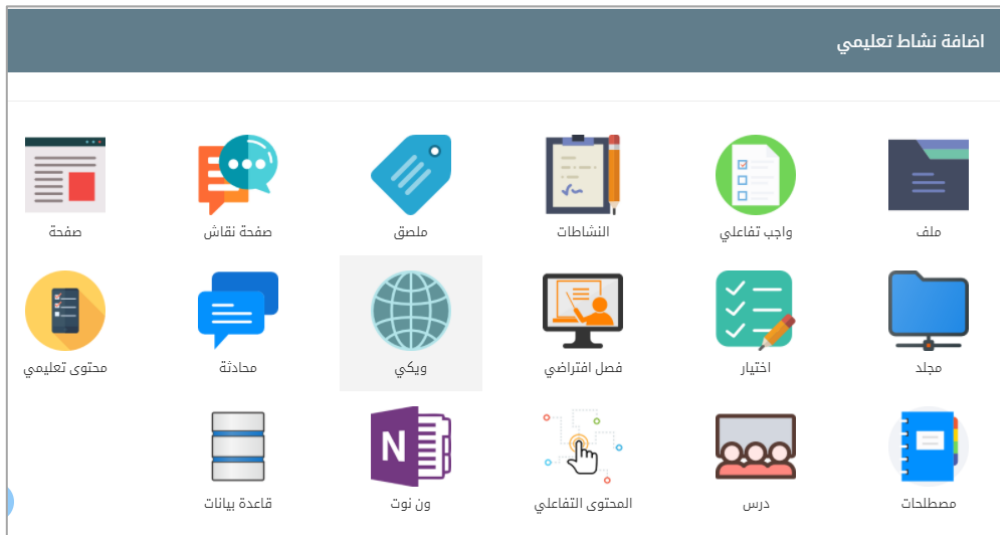 اضافة نشاط تعليمي
ملف
واجب تفاعلي
النشاطات
ملصق
صفحة نقاش
صفحة
مجلد
اختيار
فصل افتراضي
ويكي
محادثة
محتوى تعليمي
مصطلحات
درس
المحتوى التفاعلي
N
ون نوت
قاعدة بيانات